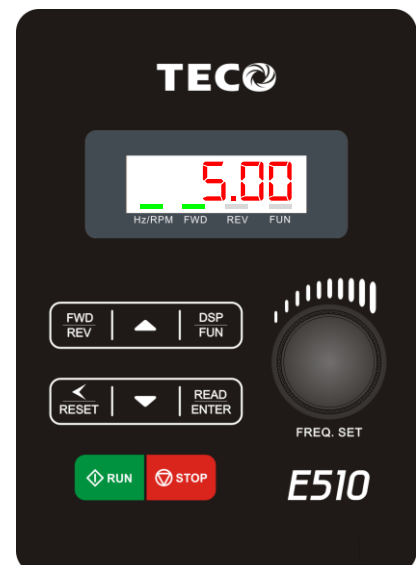 TECO
5.00
Hz/RPM FWD REV FUN
FWD
REV
DSP
FUN
RESET
READ
ENTER
FREQ. SET
RUN
STOP
E510